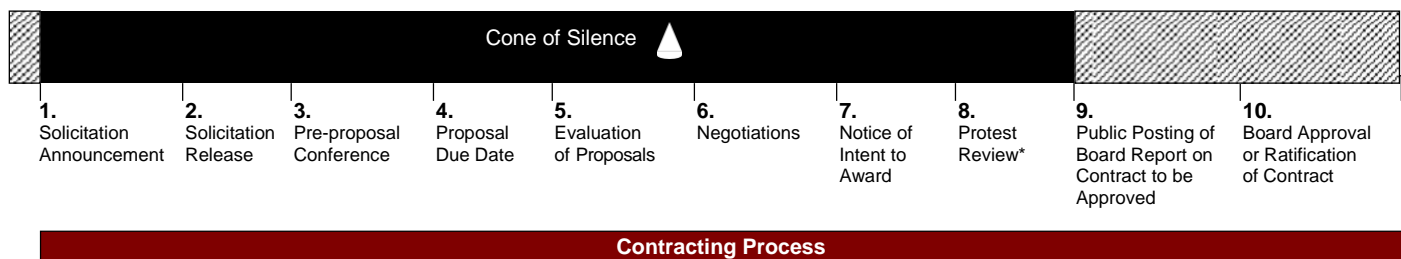 Cone of Silence
1.
Solicitation
Announcement
2.
Solicitation
Release
3.
Pre-proposal
Conference
4.
Proposal
Due Date
5.
Evaluation
of Proposals
6.
Negotiations
7.
Notice of
Intent to
Award
8.
Protest
Review*
9.
Public Posting of
Board Report on
Contract to be
Approved
10.
Board Approval
or Ratification
of Contract
Contracting Process